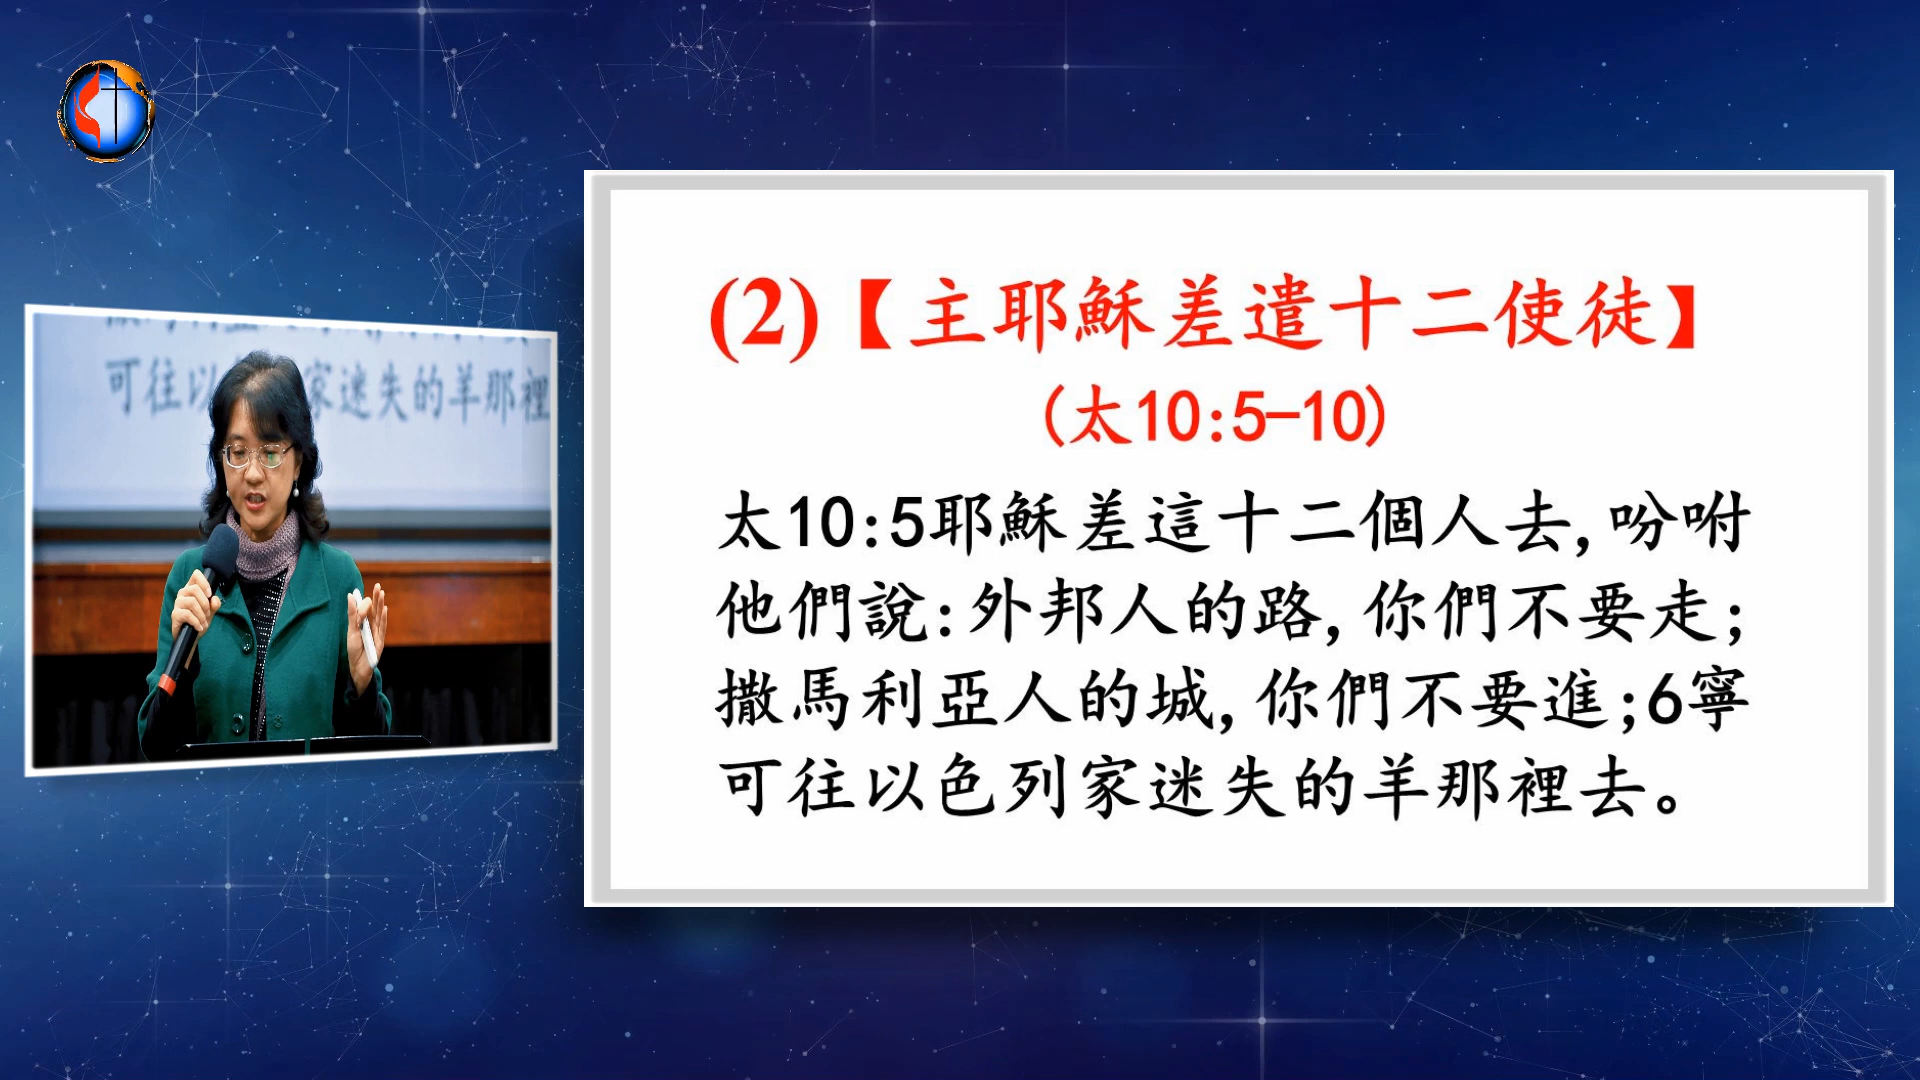 (2)【主耶穌差遣十二使徒】
(太10:5-10)
太10:5耶穌差這十二個人去,吩咐
他們說:外邦人的路,你們不要走;
撒馬利亞人的城,你們不要進;6寧
可往以色列家迷失的羊那裡去。
可往以 家迷失的羊那裡